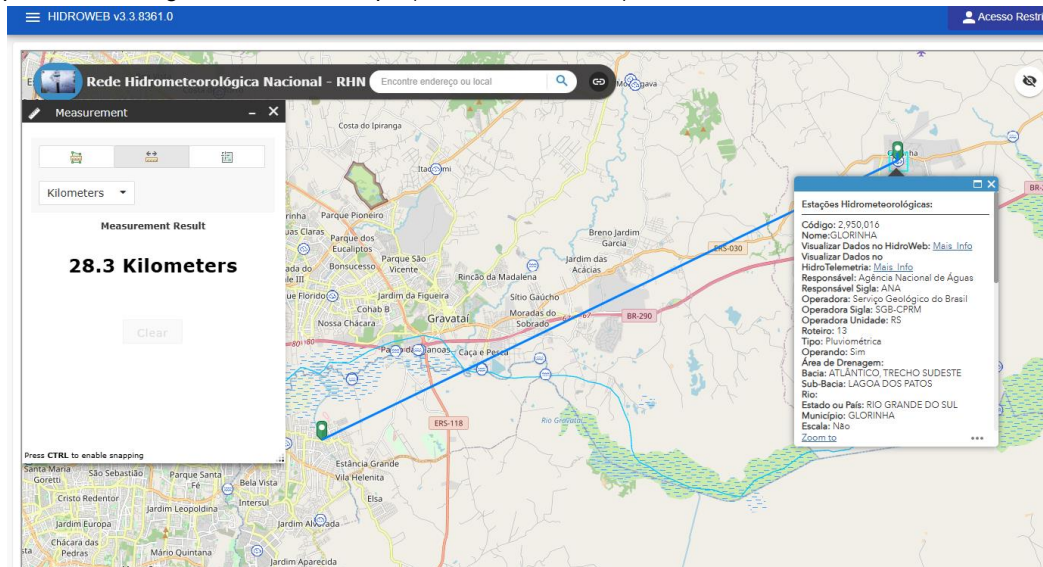 HIDROWEB v3.3.8361.0
Acesso Restri
Rede Hidrometeorológica Nacional - RHN
Encontre endereço ou local
Measurement
Kilometers
Measurement Result
28.3 Kilometers
Clear
Press CTRL to enable snapping
Costa do Ipiranga
Parque Pioneiro
Parque dos
Eucaliptos
Parque São
Vicente
Bonsucesso
Rincão da Madalena
Breno Jardim
Garcia
Jardim das
Acácias
ERS-030
Jardim da Figueira
Sítio Gaúcho
Cohab B
Gravataí
Moradas do
Sobrado
Nossa Chácara
BR-290
Caça e Pesca
ERS-118
Estância Grande
Vila Helenita
Elsa
Santa Maria
Goretti
São Sebastião
Parque Santa
Fé
Bela Vista
Cristo Redentor
Jardim Leopoldina
Intersul
Jardim Europa
Chácara das
Pedras
Mário Quintana
Jardim Aparecida
Estações Hidrometeorológicas:
Código: 2,950,016
Nome:GLORINHA
Visualizar Dados no HidroWeb: Mais Info
Visualizar Dados no
HidroTelemetria: Mais Info
Responsável: Agência Nacional de Águas
Responsável Sigla: ANA
Operadora: Serviço Geológico do Brasil
Operadora Sigla: SGB-CPRM
Operadora Unidade: RS
Roteiro: 13
Tipo: Pluviométrica
Operando: Sim
Área de Drenagem:
Bacia: ATLÂNTICO, TRECHO SUDESTE
Sub-Bacia: LAGOA DOS PATOS
Rio:
Estado ou País: RIO GRANDE DO SUL
Município: GLORINHA
Escala: Não
Zoom to